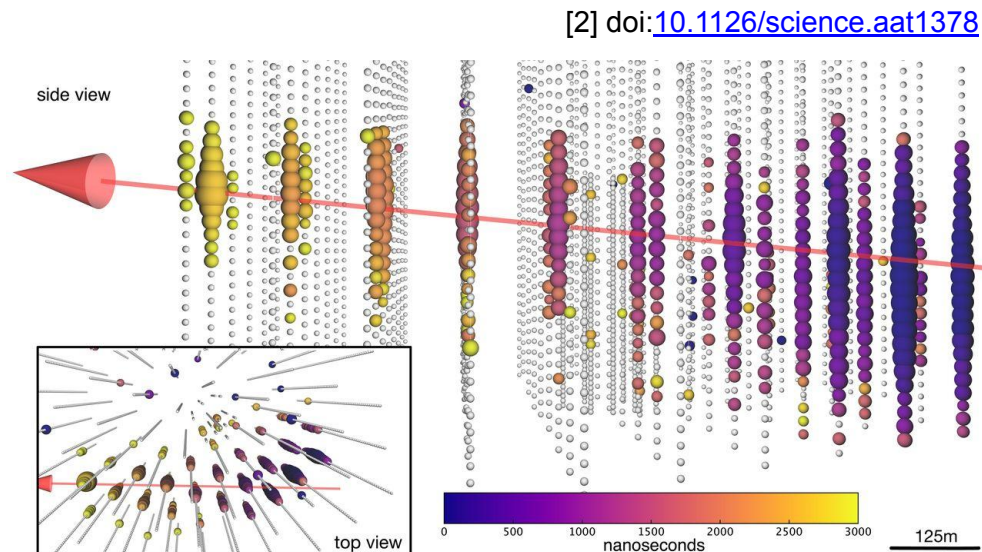 [2] doi:10.1126/science.aat1378
side view
top view
0 500 1000 1500 2000 2500 3000
nanoseconds
125m